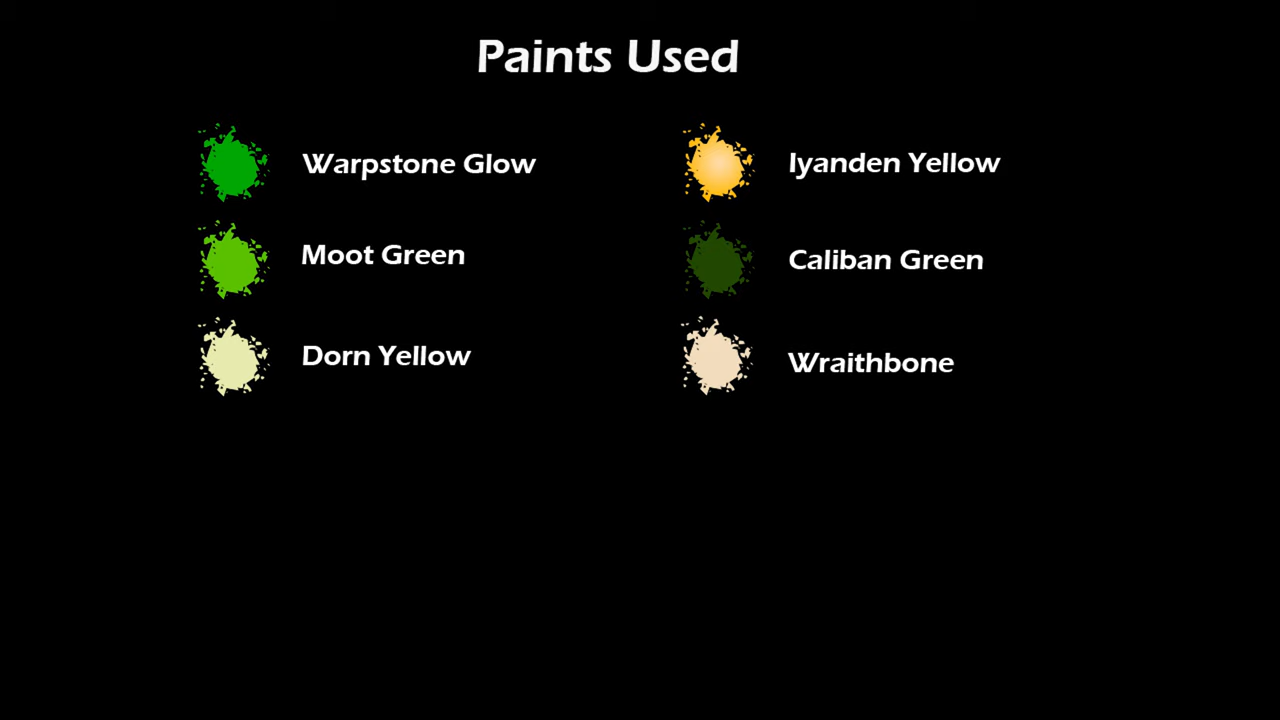 Paints Used
Warpstone Glow
Iyanden Yellow
Moot Green
Caliban Green
Dorn Yellow
Wraithbone